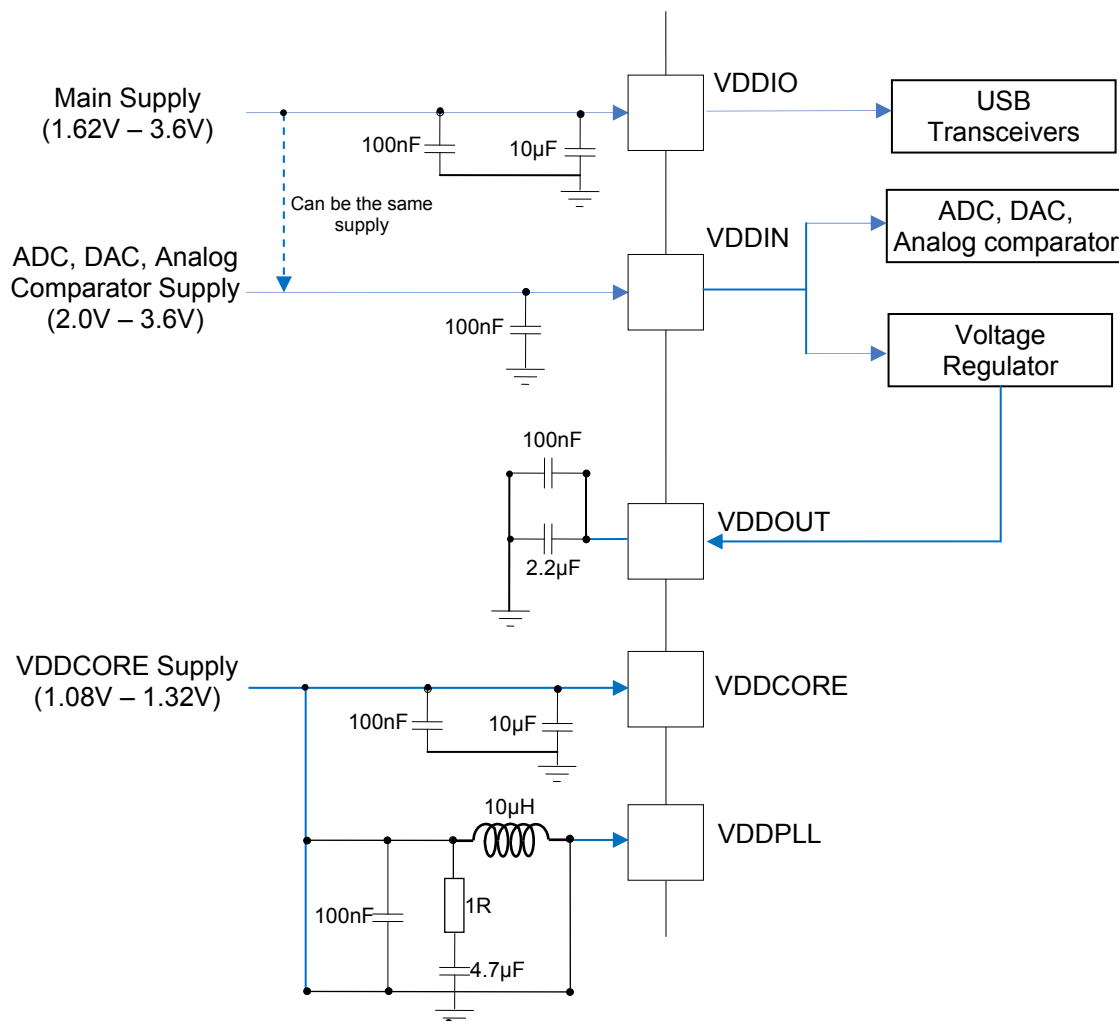 Main Supply
(1.62V – 3.6V)
100nF
10µF
VDDIO
USB
Transceivers
Can be the same
supply
ADC, DAC, Analog
Comparator Supply
(2.0V – 3.6V)
100nF
VDDIN
ADC, DAC,
Analog comparator
Voltage
Regulator
100nF
2.2µF
VDDOUT
VDDCORE Supply
(1.08V – 1.32V)
100nF
10µF
VDDCORE
10µH
VDDPLL
100nF
1R
4.7µF